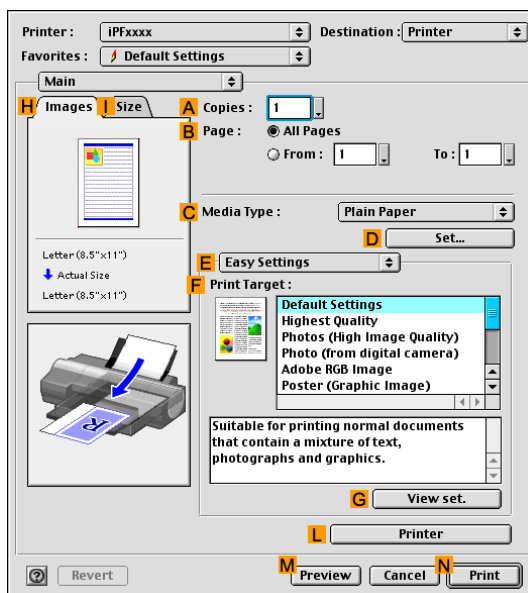 Printer : iPFxxxx Destination : Printer
Favorites : Default Settings
Main
H Images I Size
A Copies : 1
B Page : All Pages
From : 1 To : 1
C Media Type : Plain Paper
D Set...
Letter (8.5"x11")
Actual Size
Letter (8.5"x11")
E Easy Settings
F Print Target :
Default Settings
Highest Quality
Photos (High Image Quality)
Photo (from digital camera)
Adobe RGB Image
Poster (Graphic Image)
R
Suitable for printing normal documents
that contain a mixture of text,
photographs and graphics.
G View set.
L Printer
? Revert M Preview Cancel N Print